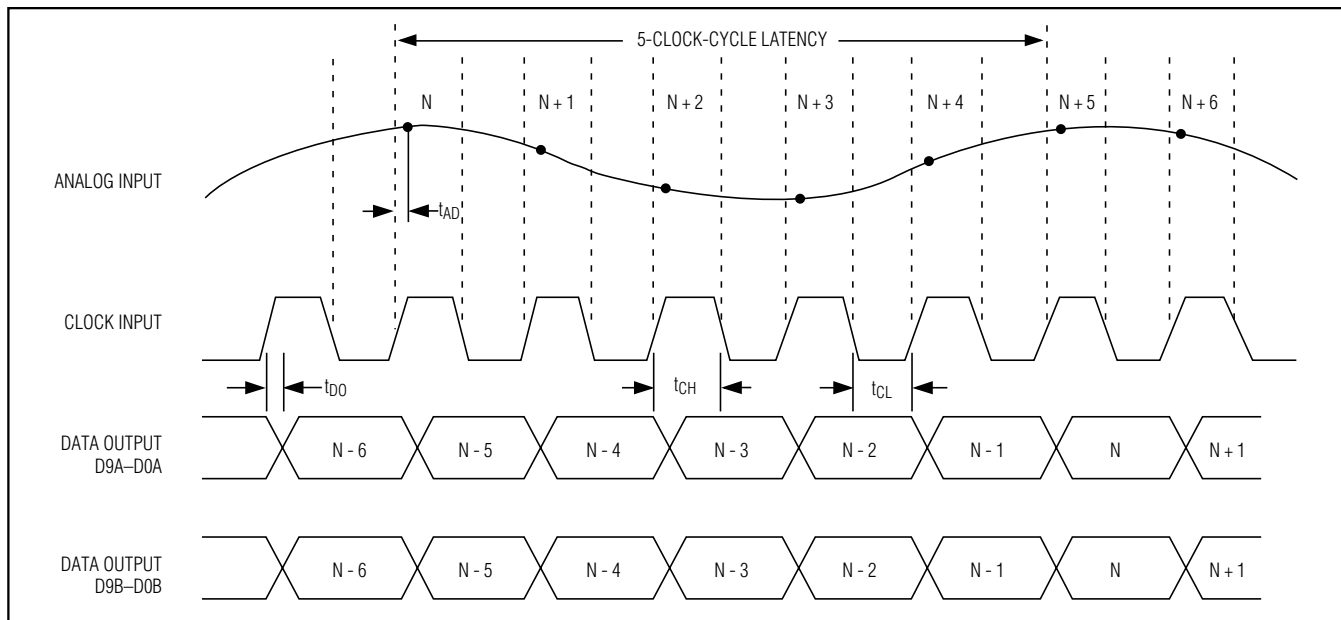 5-CLOCK-CYCLE LATENCY
N N + 1 N + 2 N + 3 N + 4 N + 5 N + 6
ANALOG INPUT
tAD
CLOCK INPUT
tDO tCH tCL
DATA OUTPUT
D9A–D0A
N - 6 N - 5 N - 4 N - 3 N - 2 N - 1 N N + 1
DATA OUTPUT
D9B–D0B
N - 6 N - 5 N - 4 N - 3 N - 2 N - 1 N N + 1